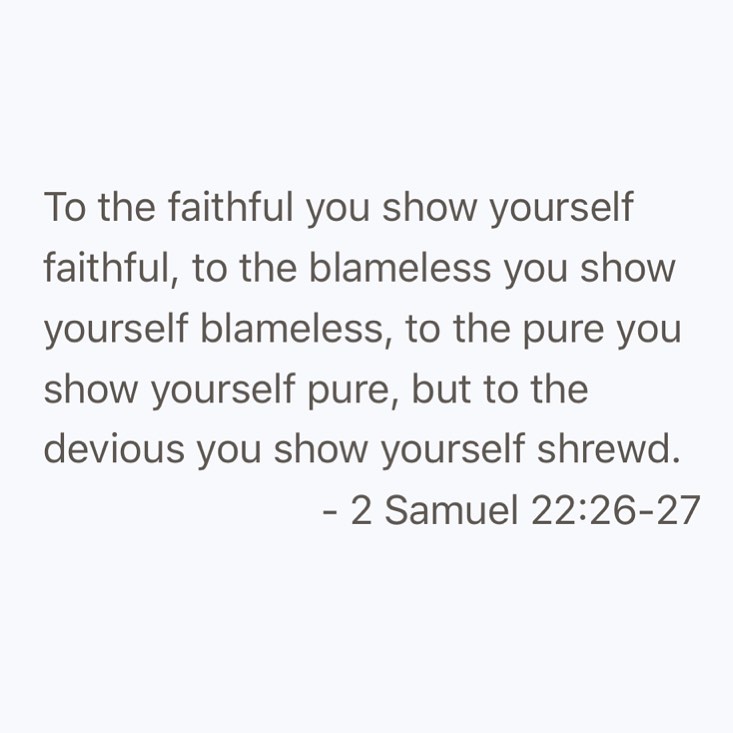 To the faithful you show yourself
faithful, to the blameless you show
yourself blameless, to the pure you
show yourself pure, but to the
devious you show yourself shrewd.
- 2 Samuel 22:26-27